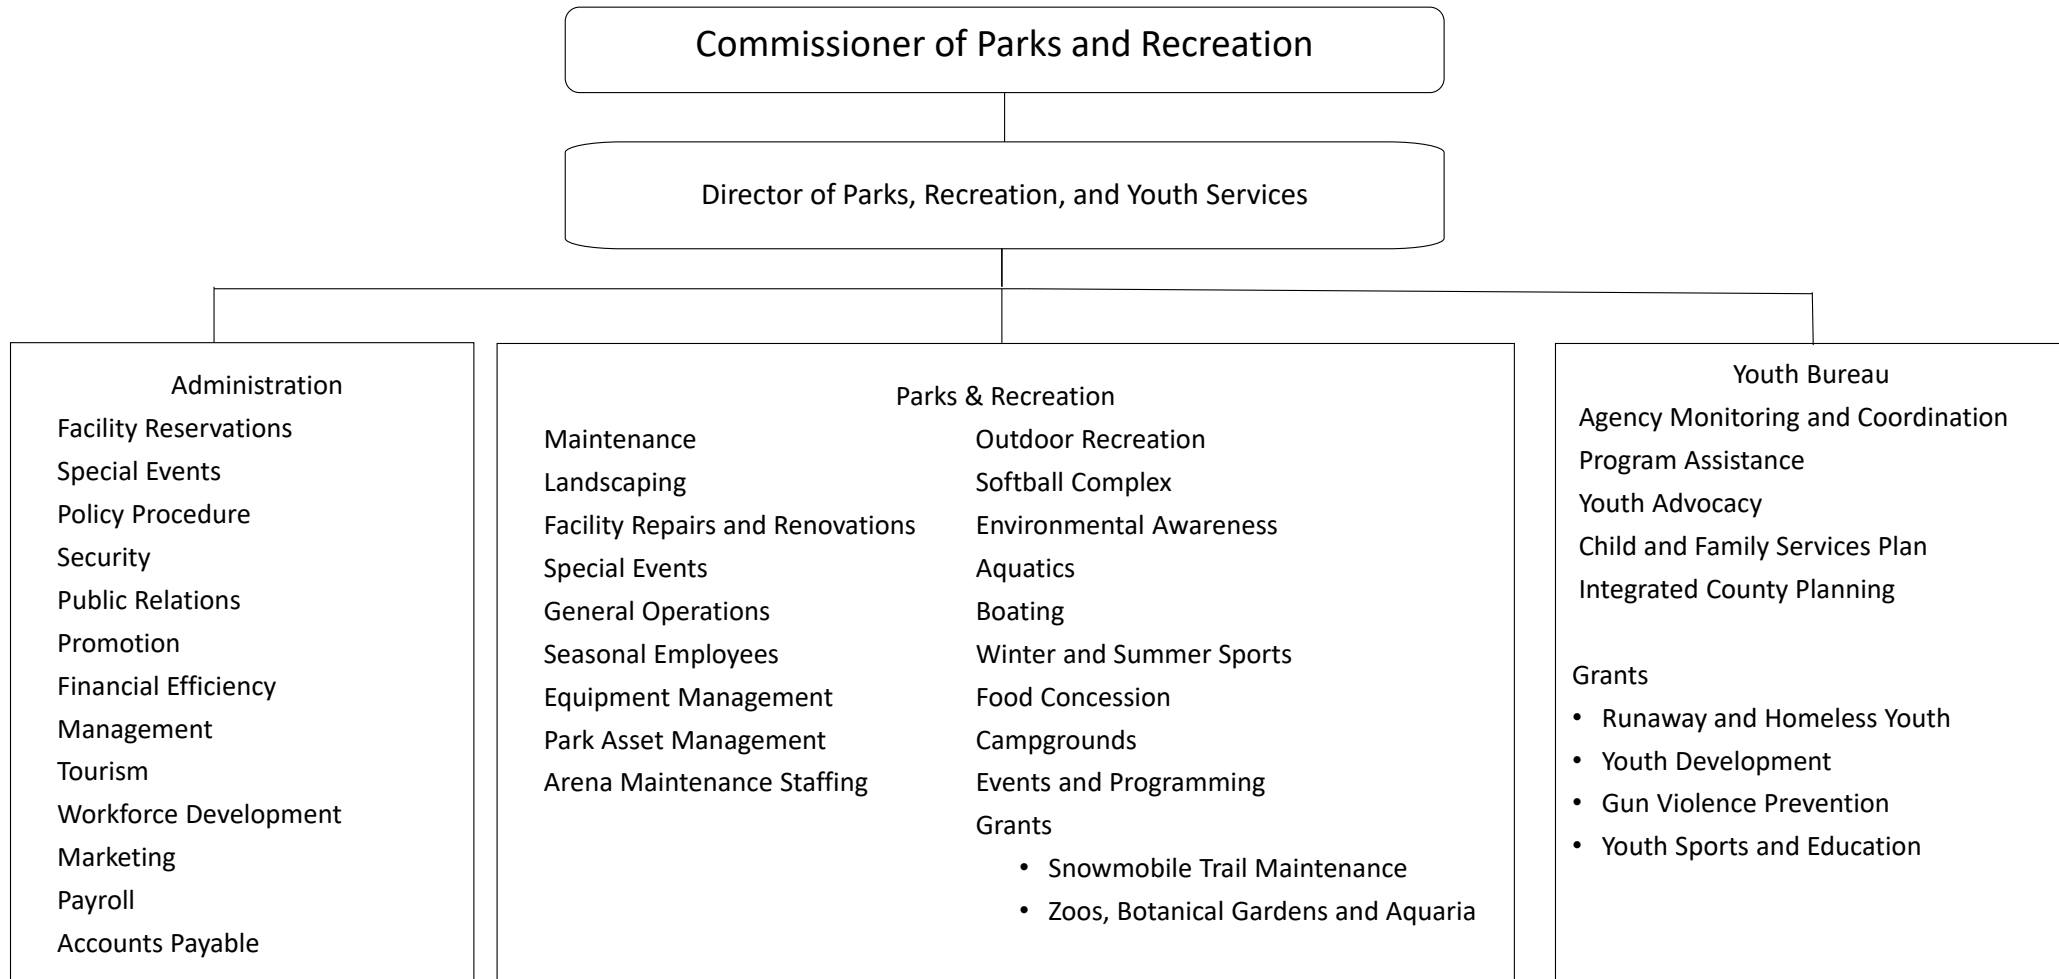 Commissioner of Parks and Recreation
Director of Parks, Recreation, and Youth Services
Administration
Facility Reservations
Special Events
Policy Procedure
Security
Public Relations
Promotion
Financial Efficiency
Management
Tourism
Workforce Development
Marketing
Payroll
Accounts Payable
Parks & Recreation
Maintenance
Landscaping
Facility Repairs and Renovations
Special Events
General Operations
Seasonal Employees
Equipment Management
Park Asset Management
Arena Maintenance Staffing
Outdoor Recreation
Softball Complex
Environmental Awareness
Aquatics
Boating
Winter and Summer Sports
Food Concession
Campgrounds
Events and Programming
Grants
• Snowmobile Trail Maintenance
• Zoos, Botanical Gardens and Aquaria
Youth Bureau
Agency Monitoring and Coordination
Program Assistance
Youth Advocacy
Child and Family Services Plan
Integrated County Planning
Grants
• Runaway and Homeless Youth
• Youth Development
• Gun Violence Prevention
• Youth Sports and Education